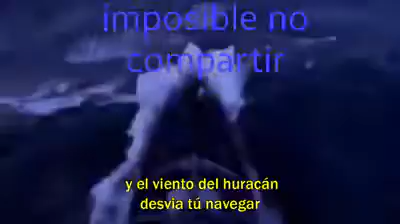 imposible no
compartir
y el viento del huracán
desvia tú navegar